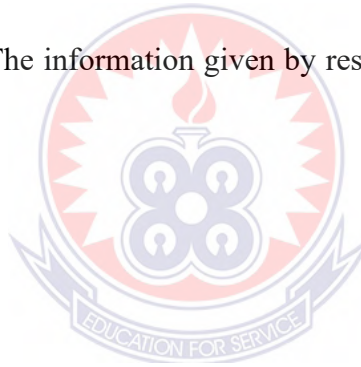 The information given by res
EDUCATION FOR SERVICE